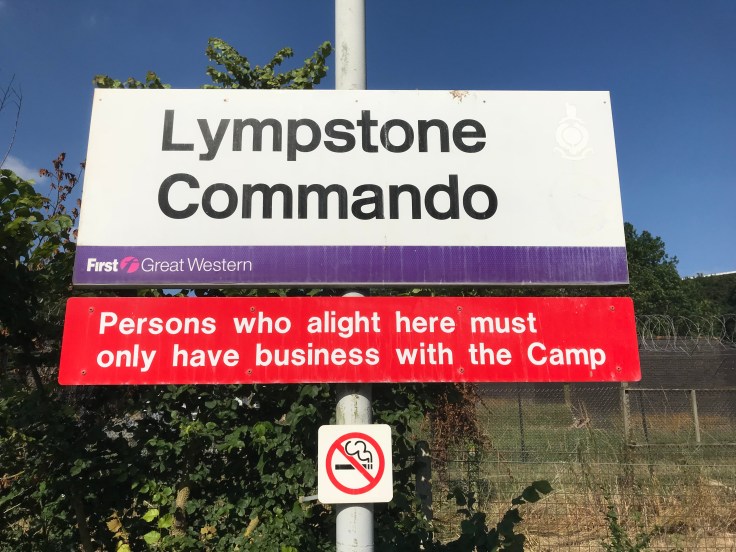 Lympstone
Commando
First Great Western
Persons who alight here must
only have business with the Camp